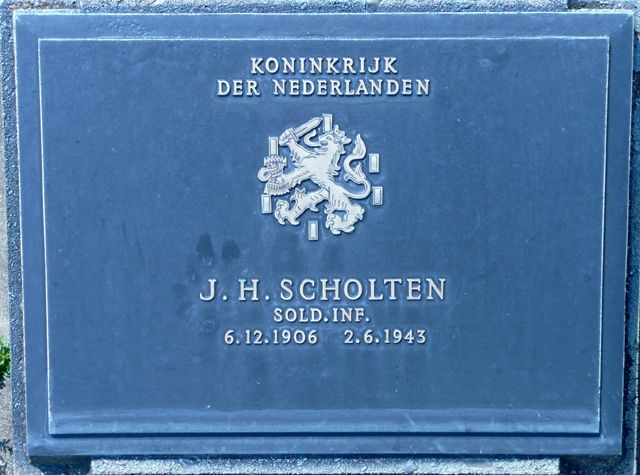 KONINKRIJK
DER NEDERLANDEN
J. H. SCHOLTEN
SOLD. INF.
6.12.1906 2.6.1943